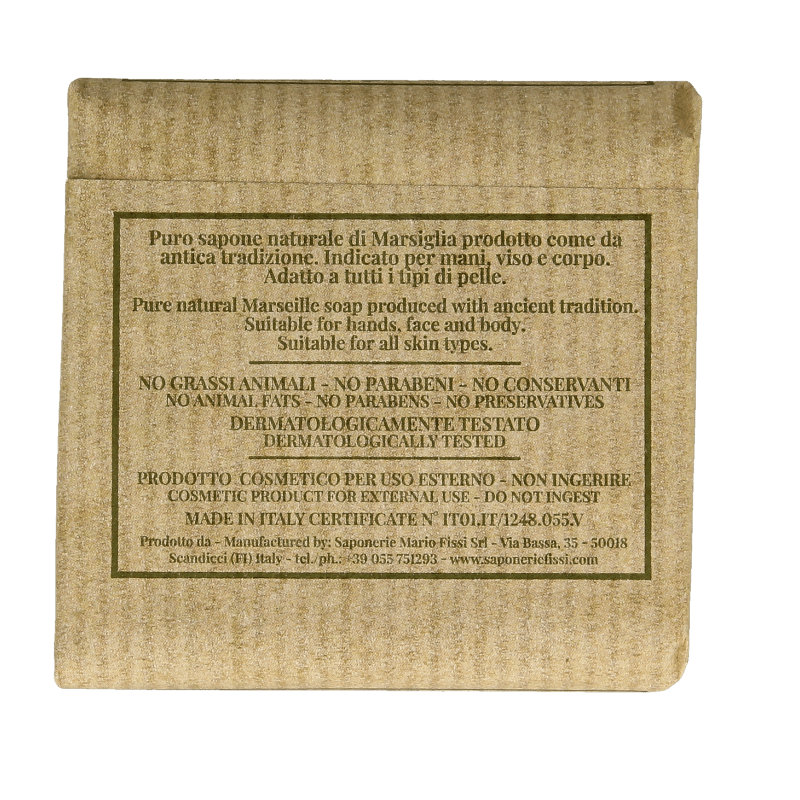 Puro sapone naturale di Marsiglia prodotto come da
antica tradizione. Indicato per mani, viso e corpo.
Adatto a tutti i tipi di pelle.
Pure natural Marseille soap produced with ancient tradition.
Suitable for hands, face and body.
Suitable for all skin types.
NO GRASSI ANIMALI - NO PARABENI - NO CONSERVANTI
NO ANIMAL FATS - NO PARABENS - NO PRESERVATIVES
DERMATOLOGICAMENTE TESTATO
DERMATOLOGICALLY TESTED
PRODOTTO COSMETICO PER USO ESTERNO - NON INGERIRE
COSMETIC PRODUCT FOR EXTERNAL USE - DO NOT INGEST
MADE IN ITALY CERTIFICATE N° IT01.IT/1248.055.V
Prodotto da - Manufactured by: Saponerie Mario Fissi Srl - Via Bassa, 35 - 50018
Scandicci (FI) Italy - tel./ph.: +39 055 751293 - www.saponeriefissi.com